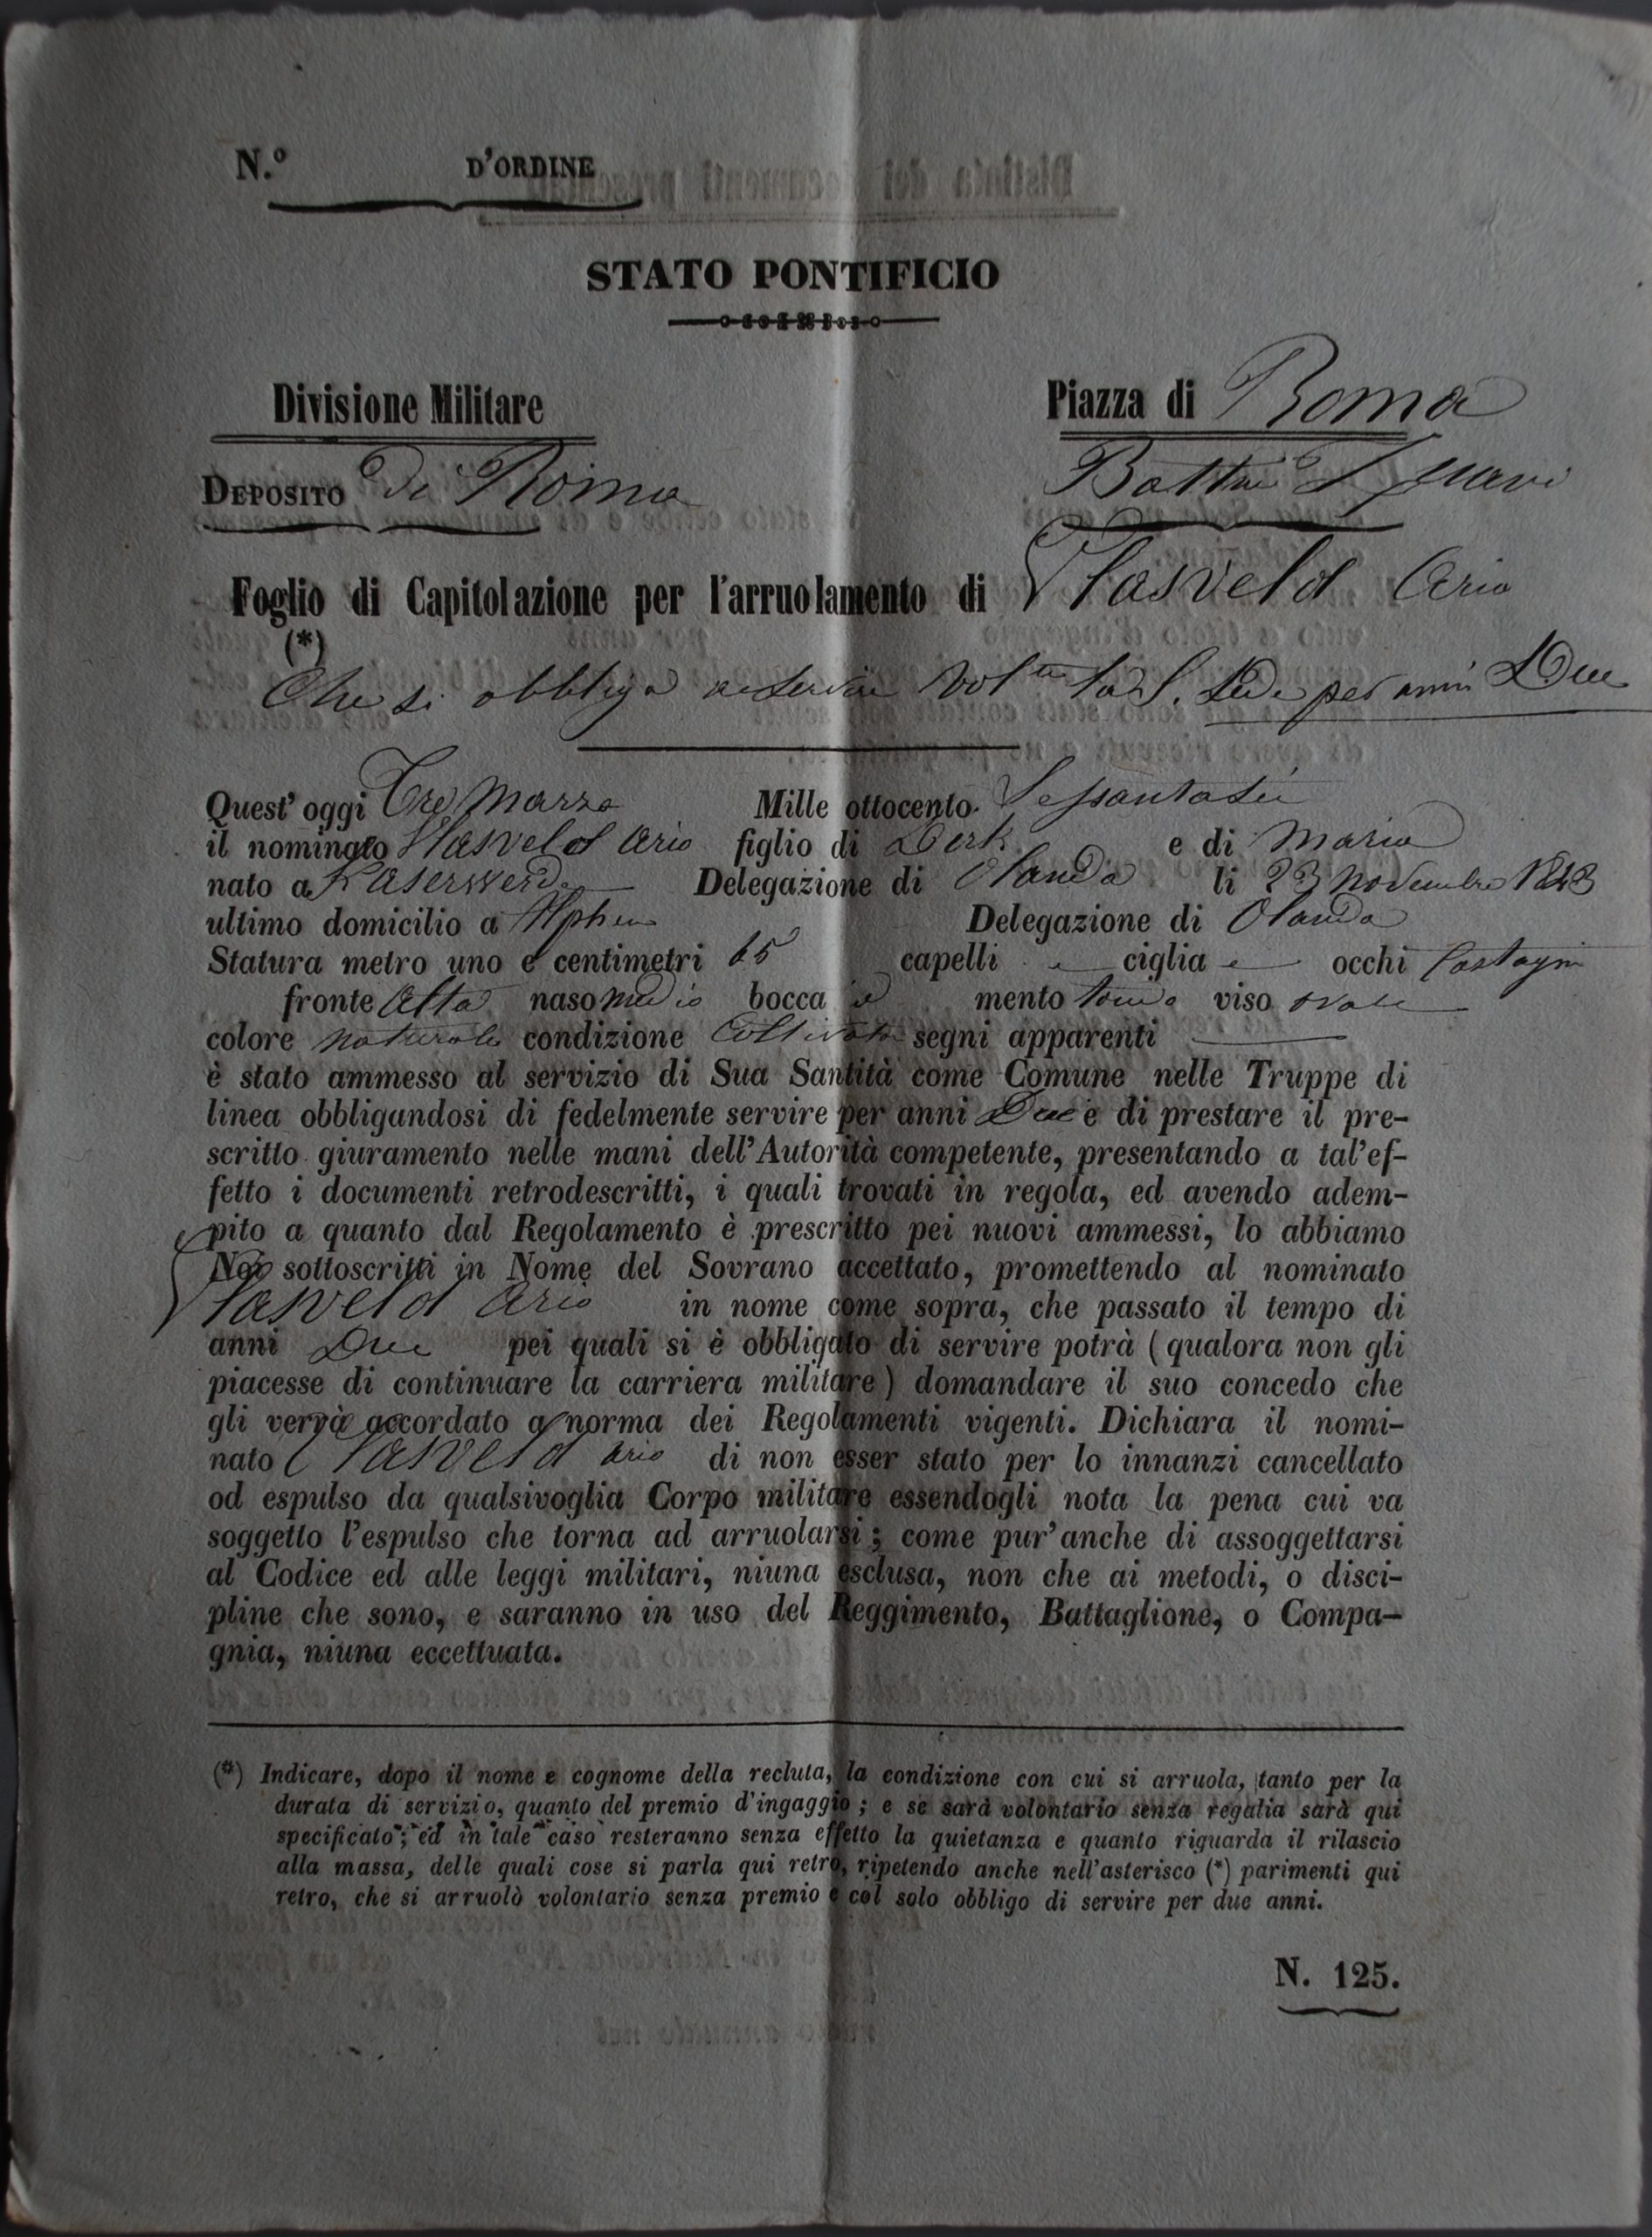 N.º D'ORDINE
STATO PONTIFICIO
Divisione Militare
Piazza di Roma
DEPOSITO di Roma
Battne Zuavi
Foglio di Capitolazione per l'arruolamento di Vlasveld Ario
(*)
Che si obbliga a servire Volrio la S. Sede per anni Due
Quest' oggi Tre Marzo Mille ottocento Sessantasei
il nominato Vlasveld Ario figlio di Derk e di Maria
nato a Delegazione di Olanda li 23 Novembre 1843
ultimo domicilio a Alphen Delegazione di Olanda
Statura metro uno e centimetri 65 capelli e ciglia e occhi Castagni
fronte alta naso medio bocca id mento tondo viso ovale
colore naturale condizione Coltivatore segni apparenti
è stato ammesso al servizio di Sua Santità come Comune nelle Truppe di
linea obbligandosi di fedelmente servire per anni Due e di prestare il pre-
scritto giuramento nelle mani dell'Autorità competente, presentando a tal'ef-
fetto i documenti retrodescritti, i quali trovati in regola, ed avendo adem-
pito a quanto dal Regolamento è prescritto pei nuovi ammessi, lo abbiamo
Noi sottoscritti in Nome del Sovrano accettato, promettendo al nominato
Vlasveld Ario in nome come sopra, che passato il tempo di
anni Due pei quali si è obbligato di servire potrà (qualora non gli
piacesse di continuare la carriera militare) domandare il suo concedo che
gli verrà accordato a norma dei Regolamenti vigenti. Dichiara il nomi-
nato Vlasveld Ario di non esser stato per lo innanzi cancellato
od espulso da qualsivoglia Corpo militare essendogli nota la pena cui va
soggetto l'espulso che torna ad arruolarsi; come pur'anche di assoggettarsi
al Codice ed alle leggi militari, niuna esclusa, non che ai metodi, o disci-
pline che sono, e saranno in uso del Reggimento, Battaglione, o Compa-
gnia, niuna eccettuata.
(*) Indicare, dopo il nome e cognome della recluta, la condizione con cui si arruola, tanto per la
durata di servizio, quanto del premio d'ingaggio; e se sarà volontario senza regalia sarà qui
specificato; ed in tale caso resteranno senza effetto la quietanza e quanto riguarda il rilascio
alla massa, delle quali cose si parla qui retro, ripetendo anche nell'asterisco (*) parimenti qui
retro, che si arruolò volontario senza premio e col solo obbligo di servire per due anni.
N. 125.